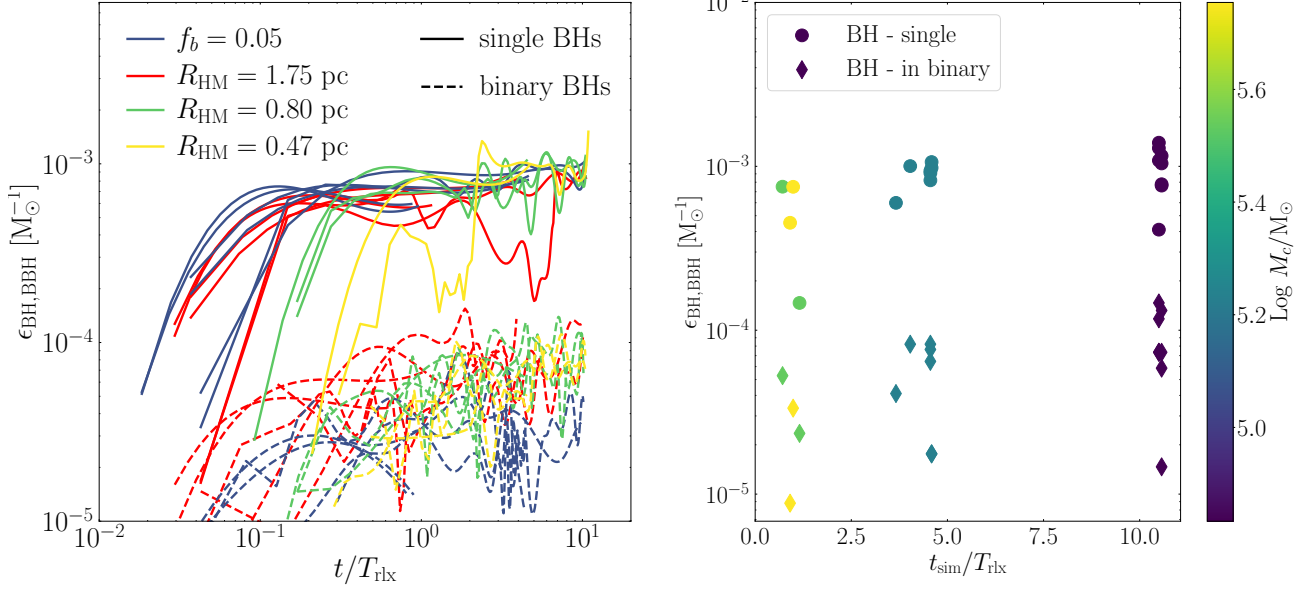 f_b = 0.05
R_HM = 1.75 pc
R_HM = 0.80 pc
R_HM = 0.47 pc
single BHs
binary BHs
ϵ_BH,BBH [M_⊙^−1]
10^−3
10^−4
10^−5
10^−2
10^−1
10^0
10^1
t/T_rlx
BH - single
BH - in binary
ϵ_BH,BBH [M_⊙^−1]
10^−2
10^−3
10^−4
10^−5
0.0
2.5
5.0
7.5
10.0
t_sim/T_rlx
5.6
5.4
5.2
5.0
Log M_c/M_⊙